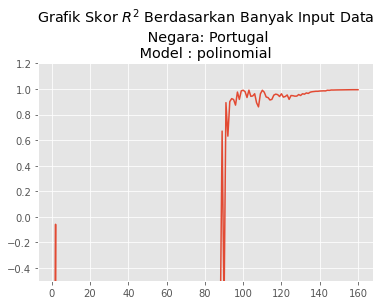 Grafik Skor R² Berdasarkan Banyak Input Data
Negara: Portugal
Model : polinomial
1.2
1.0
0.8
0.6
0.4
0.2
0.0
−0.2
−0.4
0 20 40 60 80 100 120 140 160